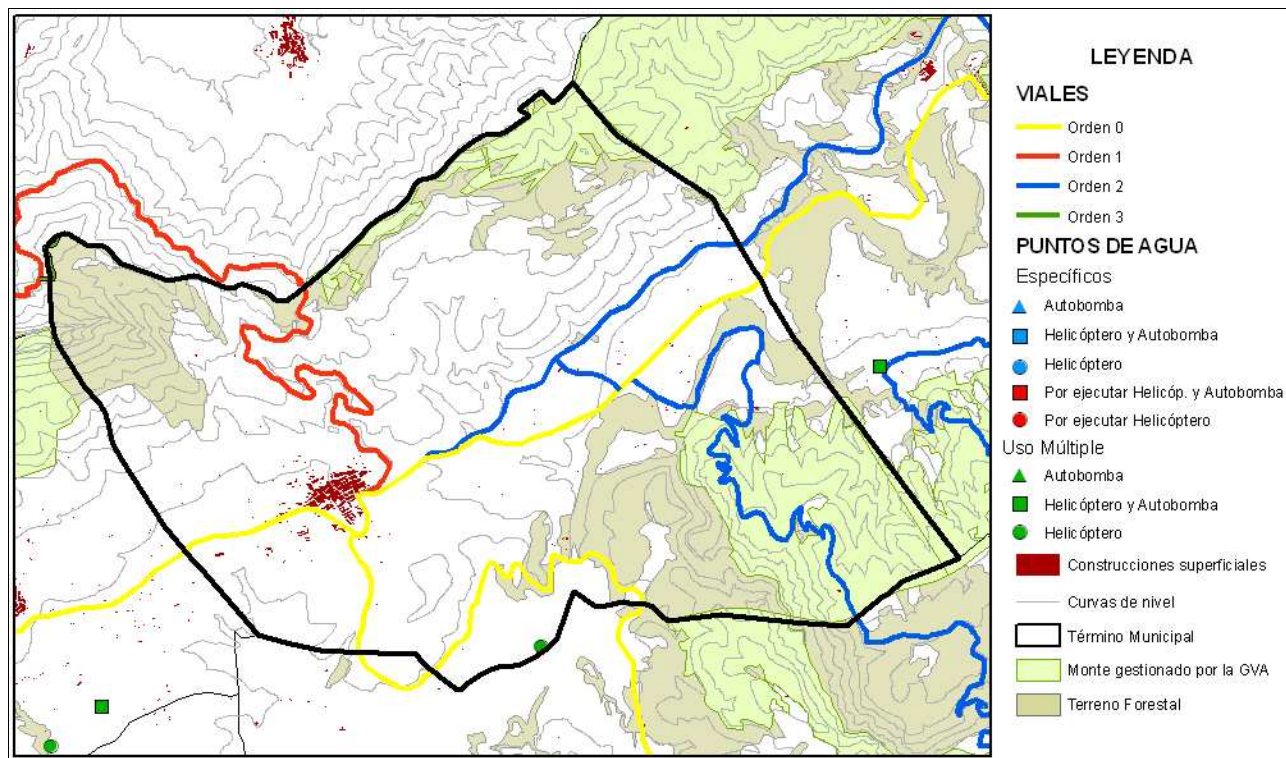 LEYENDA
VIALES
Orden 0
Orden 1
Orden 2
Orden 3
PUNTOS DE AGUA
Específicos
Autobomba
Helicóptero y Autobomba
Helicóptero
Por ejecutar Helicóp. y Autobomba
Por ejecutar Helicóptero
Uso Múltiple
Autobomba
Helicóptero y Autobomba
Helicóptero
Construcciones superficiales
Curvas de nivel
Término Municipal
Monte gestionado por la GVA
Terreno Forestal